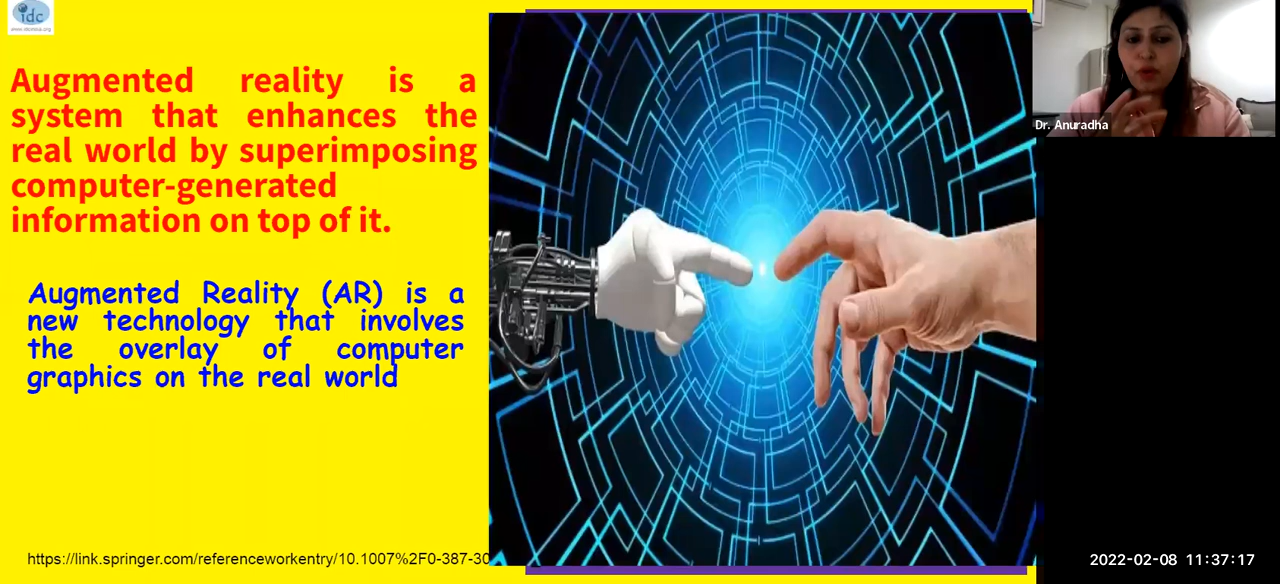 idc
Augmented reality is a
system that enhances the
real world by superimposing
computer-generated
information on top of it.
Augmented Reality (AR) is a
new technology that involves
the overlay of computer
graphics on the real world
https://link.springer.com/referenceworkentry/10.1007%2F0-387-30
Dr. Anuradha
2022-02-08 11:37:17